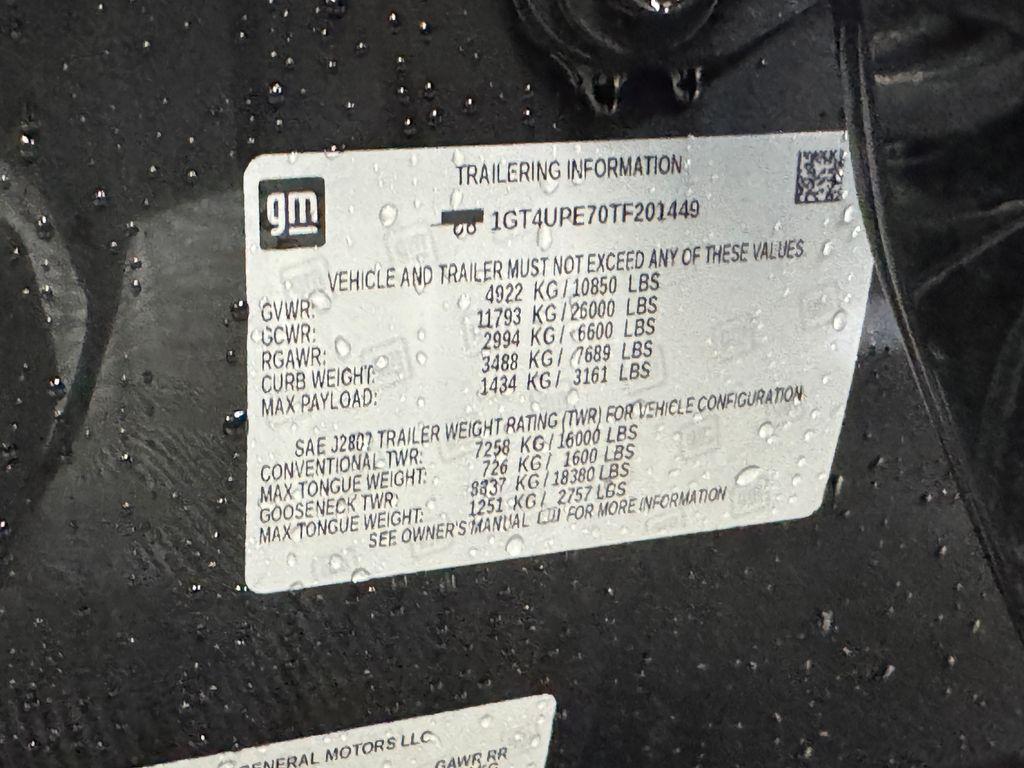 gm
TRAILERING INFORMATION
1GT4UPE70TF201449
VEHICLE AND TRAILER MUST NOT EXCEED ANY OF THESE VALUES
GVWR: 4922 KG/10850 LBS
GCWR: 11793 KG/26000 LBS
RGAWR: 2994 KG/ 6600 LBS
CURB WEIGHT: 3488 KG/ 7689 LBS
MAX PAYLOAD: 1434 KG/ 3161 LBS
SAE J2807 TRAILER WEIGHT RATING (TWR) FOR VEHICLE CONFIGURATION
CONVENTIONAL TWR: 7258 KG/16000 LBS
MAX TONGUE WEIGHT: 726 KG/ 1600 LBS
GOOSENECK TWR: 8337 KG/18380 LBS
MAX TONGUE WEIGHT: 1251 KG/ 2757 LBS
SEE OWNER'S MANUAL FOR MORE INFORMATION
GENERAL MOTORS LLC
GAWR RR